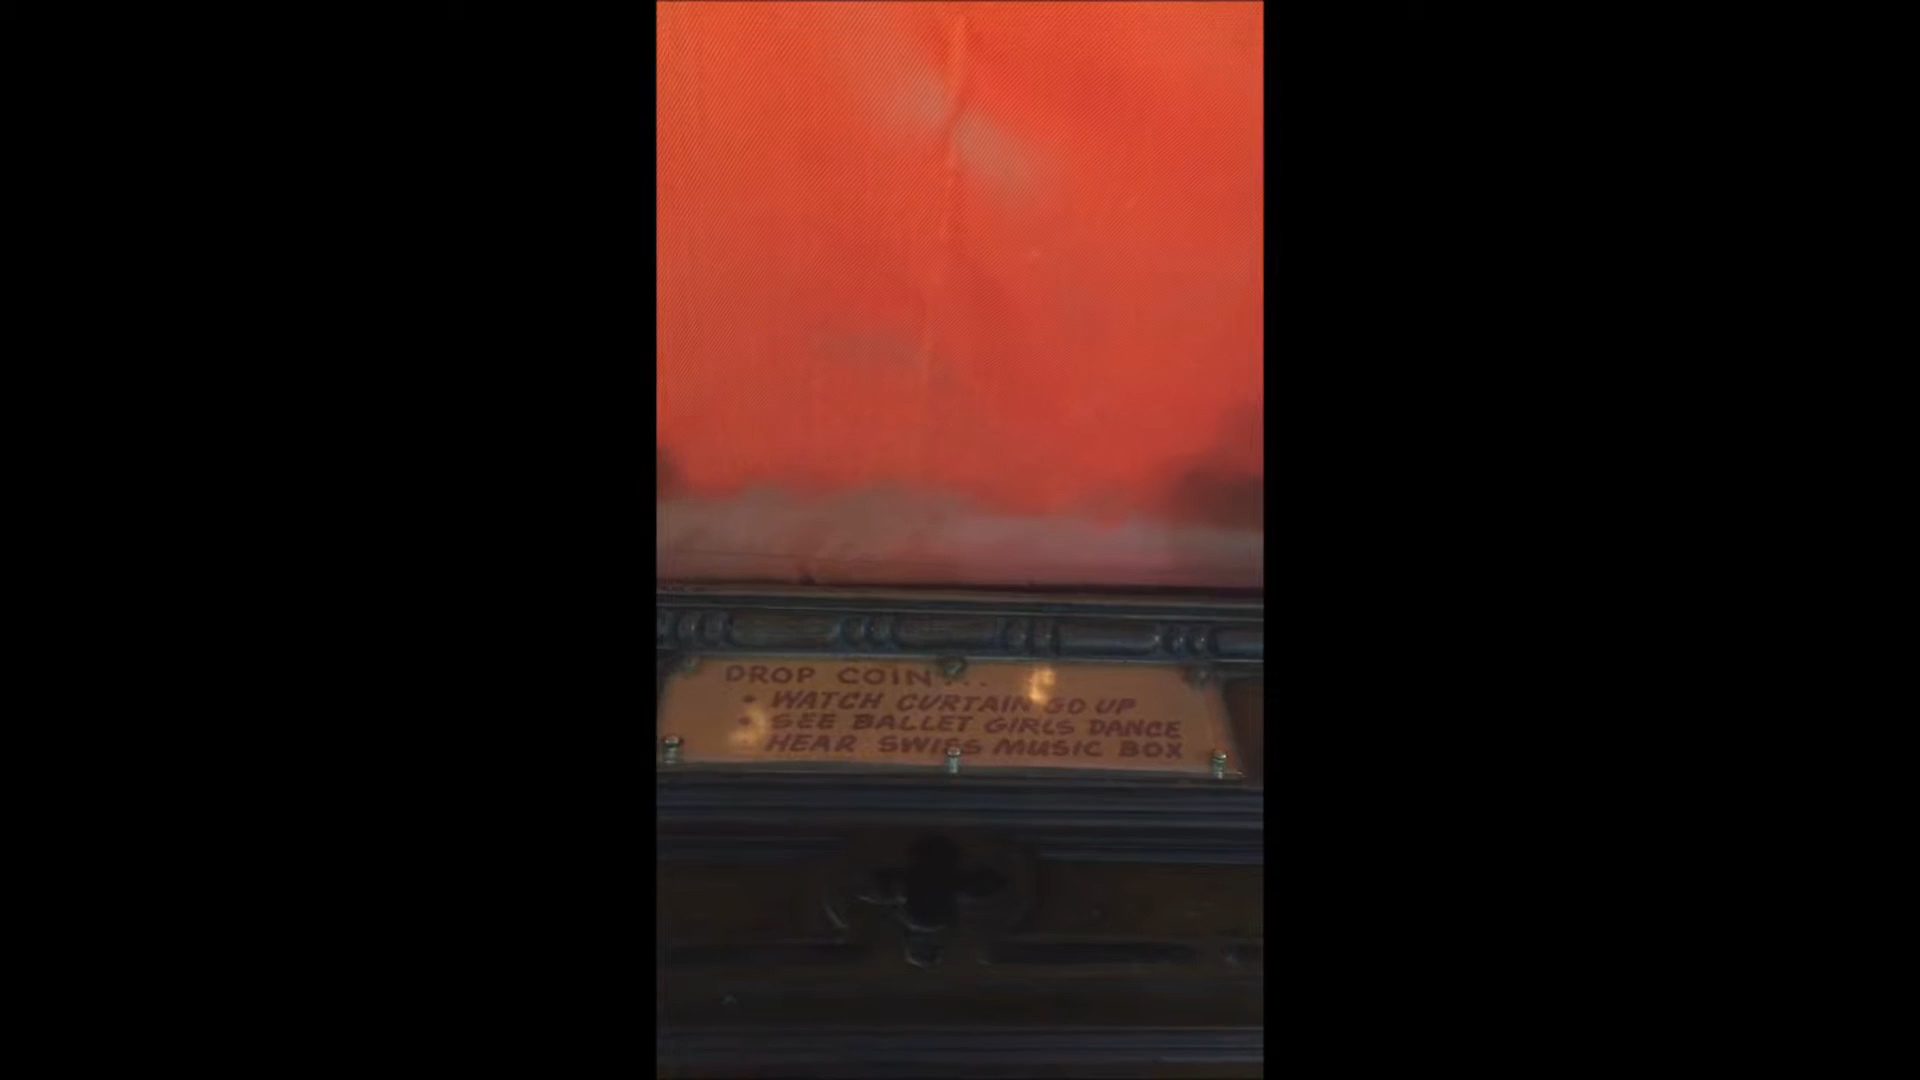 DROP COIN...
• WATCH CURTAIN GO UP
• SEE BALLET GIRLS DANCE
HEAR SWISS MUSIC BOX